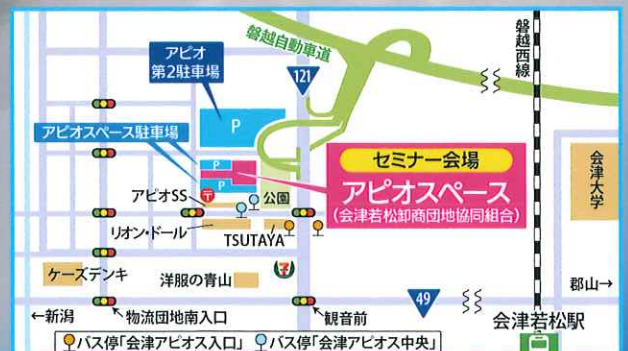 磐越自動車道
磐越西線
アピオ
第2駐車場
121
P
アピオスペース駐車場
P
P
セミナー会場
アピオスペース
(会津若松卸商団地協同組合)
会津大学
アピオSS
公園
リオン・ドール
TSUTAYA
ケーズデンキ
洋服の青山
7
郡山→
49
←新潟
物流団地南入口
観音前
会津若松駅
バス停「会津アピオス入口」
バス停「会津アピオス中央」